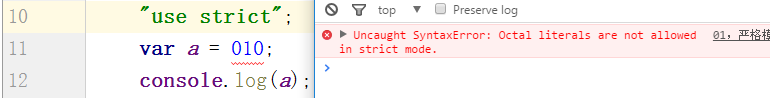 10 "use strict";
11 var a = 010;
12 console.log(a);
top Preserve log
Uncaught SyntaxError: Octal literals are not allowed 01，严格模
in strict mode.